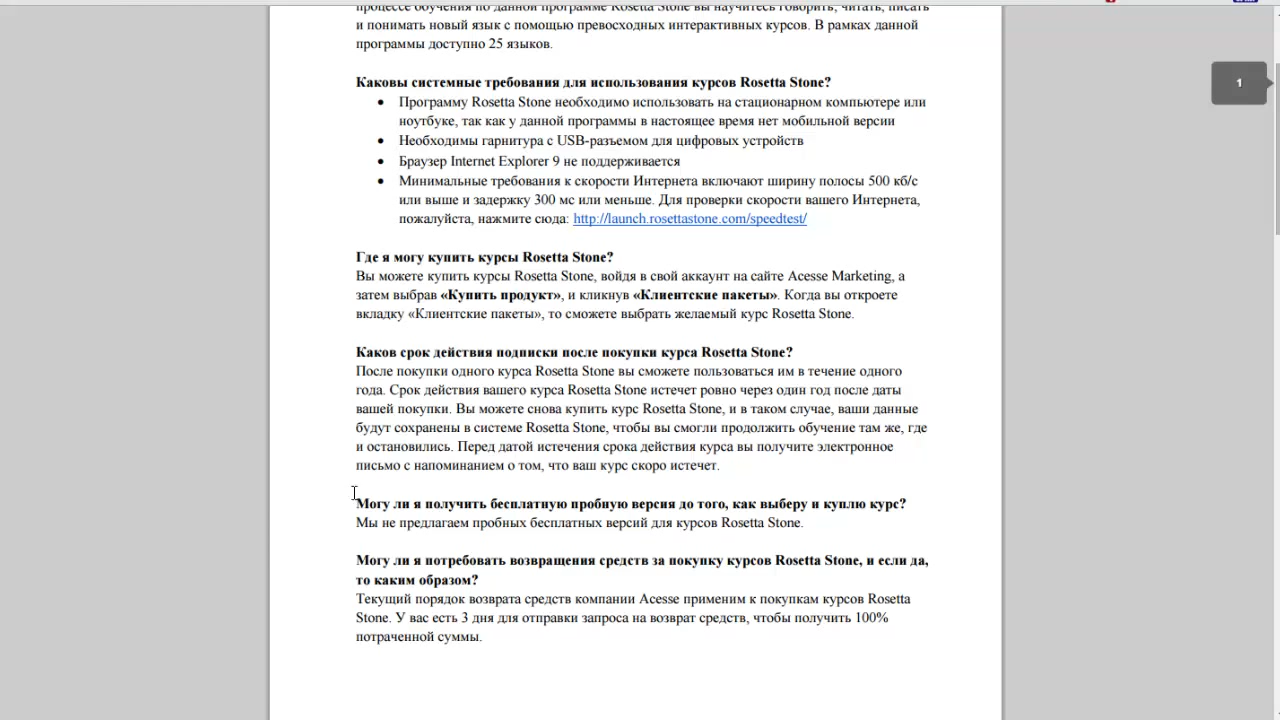 процессе обучения по данной программе Rosetta Stone вы научитесь говорить, читать, писать
и понимать новый язык с помощью превосходных интерактивных курсов. В рамках данной
программы доступно 25 языков.
Каковы системные требования для использования курсов Rosetta Stone?
• Программу Rosetta Stone необходимо использовать на стационарном компьютере или
ноутбуке, так как у данной программы в настоящее время нет мобильной версии
• Необходимы гарнитура с USB-разъемом для цифровых устройств
• Браузер Internet Explorer 9 не поддерживается
• Минимальные требования к скорости Интернета включают ширину полосы 500 кб/с
или выше и задержку 300 мс или меньше. Для проверки скорости вашего Интернета,
пожалуйста, нажмите сюда: http://launch.rosettastone.com/speedtest/
Где я могу купить курсы Rosetta Stone?
Вы можете купить курсы Rosetta Stone, войдя в свой аккаунт на сайте Acesse Marketing, а
затем выбрав «Купить продукт», и кликнув «Клиентские пакеты». Когда вы откроете
вкладку «Клиентские пакеты», то сможете выбрать желаемый курс Rosetta Stone.
Каков срок действия подписки после покупки курса Rosetta Stone?
После покупки одного курса Rosetta Stone вы сможете пользоваться им в течение одного
года. Срок действия вашего курса Rosetta Stone истечет ровно через один год после даты
вашей покупки. Вы можете снова купить курс Rosetta Stone, и в таком случае, ваши данные
будут сохранены в системе Rosetta Stone, чтобы вы смогли продолжить обучение там же, где
и остановились. Перед датой истечения срока действия курса вы получите электронное
письмо с напоминанием о том, что ваш курс скоро истечет.
Могу ли я получить бесплатную пробную версия до того, как выберу и куплю курс?
Мы не предлагаем пробных бесплатных версий для курсов Rosetta Stone.
Могу ли я потребовать возвращения средств за покупку курсов Rosetta Stone, и если да,
то каким образом?
Текущий порядок возврата средств компании Acesse применим к покупкам курсов Rosetta
Stone. У вас есть 3 дня для отправки запроса на возврат средств, чтобы получить 100%
потраченной суммы.
1